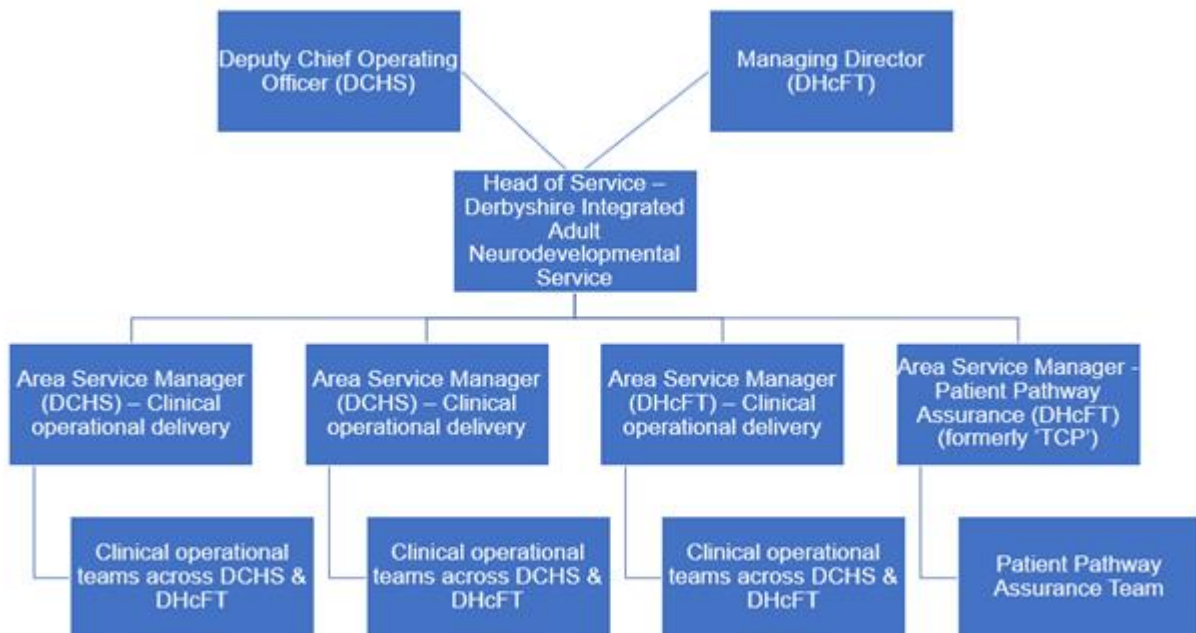 Deputy Chief Operating
Officer (DCHS)
Managing Director
(DHcFT)
Head of Service –
Derbyshire Integrated
Adult
Neurodevelopmental
Service
Area Service Manager
(DCHS) – Clinical
operational delivery
Area Service Manager
(DCHS) – Clinical
operational delivery
Area Service Manager
(DHcFT) – Clinical
operational delivery
Area Service Manager -
Patient Pathway
Assurance (DHcFT)
(formerly ‘TCP’)
Clinical operational
teams across DCHS &
DHcFT
Clinical operational
teams across DCHS &
DHcFT
Clinical operational
teams across DCHS &
DHcFT
Patient Pathway
Assurance Team